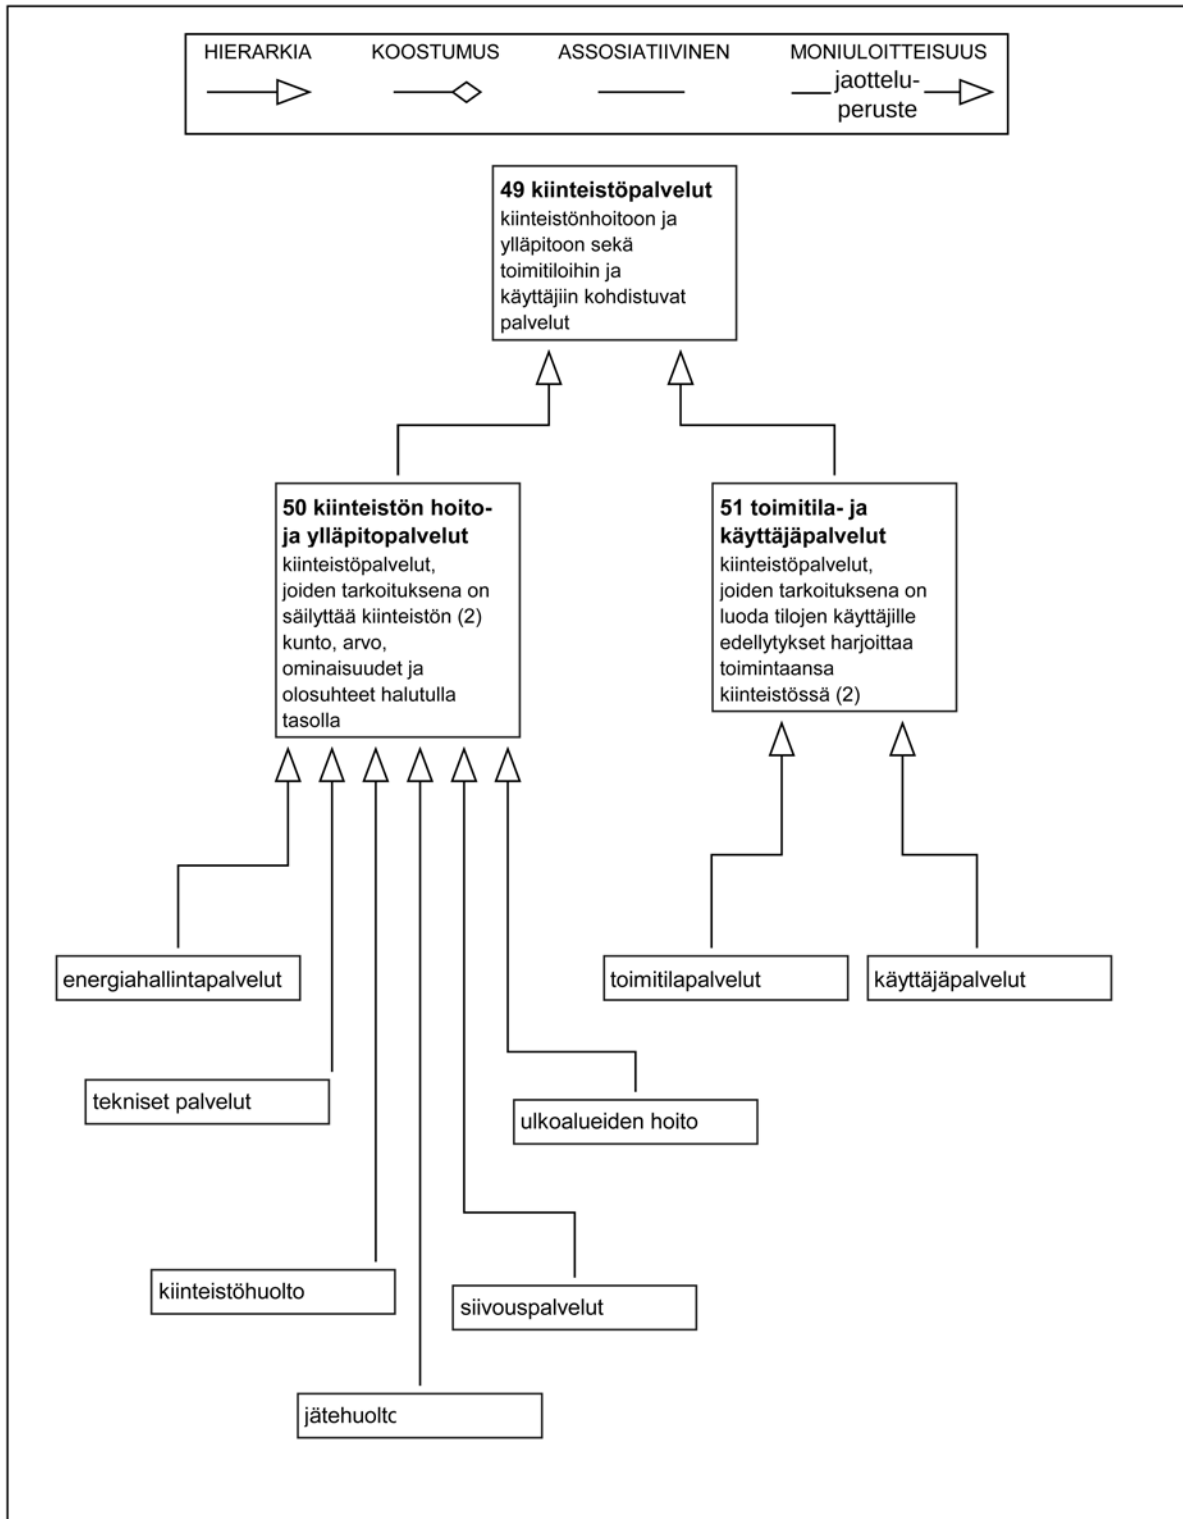 HIERARKIA
KOOSTUMUS
ASSOSIATIIVINEN
MONIULOITTEISUUS
jaottelu-
peruste
49 kiinteistöpalvelut
kiinteistönhoitoon ja
ylläpitoon sekä
toimitiloihin ja
käyttäjiin kohdistuvat
palvelut
50 kiinteistön hoito-
ja ylläpitopalvelut
kiinteistöpalvelut,
joiden tarkoituksena on
säilyttää kiinteistön (2)
kunto, arvo,
ominaisuudet ja
olosuhteet halutulla
tasolla
51 toimitila- ja
käyttäjäpalvelut
kiinteistöpalvelut,
joiden tarkoituksena on
luoda tilojen käyttäjille
edellytykset harjoittaa
toimintaansa
kiinteistössä (2)
energiahallintapalvelut
toimitilapalvelut
käyttäjäpalvelut
tekniset palvelut
ulkoalueiden hoito
kiinteistöhuolto
siivouspalvelut
jätehuolto